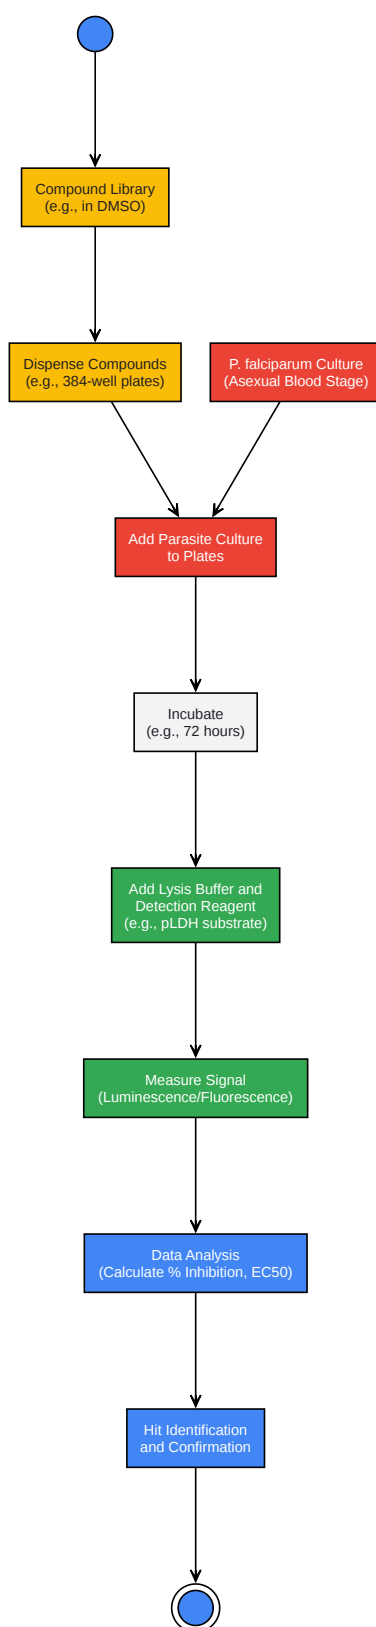 Compound Library
(e.g., in DMSO)
Dispense Compounds
(e.g., 384-well plates)
P. falciparum Culture
(Asexual Blood Stage)
Add Parasite Culture
to Plates
Incubate
(e.g., 72 hours)
Add Lysis Buffer and
Detection Reagent
(e.g., pLDH substrate)
Measure Signal
(Luminescence/Fluorescence)
Data Analysis
(Calculate % Inhibition, EC50)
Hit Identification
and Confirmation